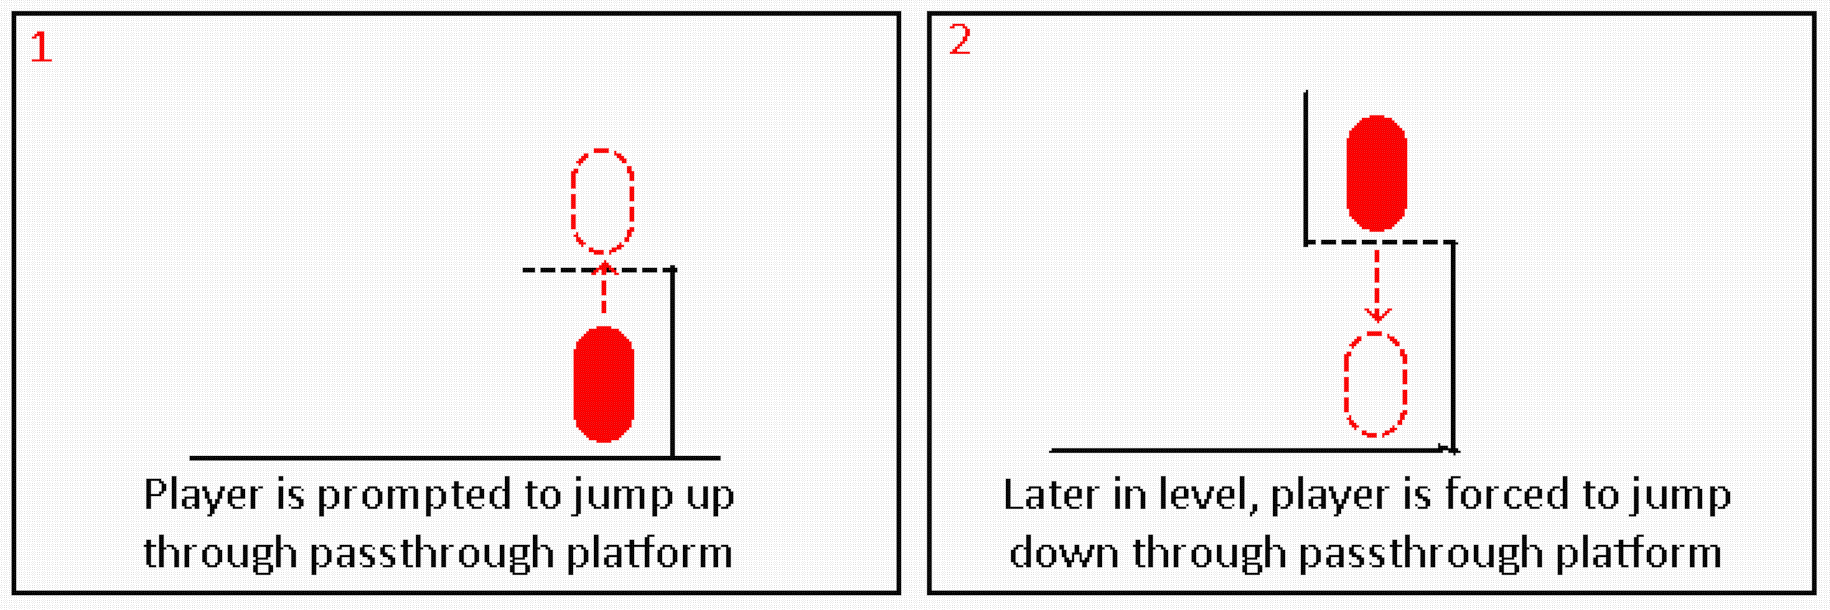 1
Player is prompted to jump up
through passthrough platform
2
Later in level, player is forced to jump
down through passthrough platform